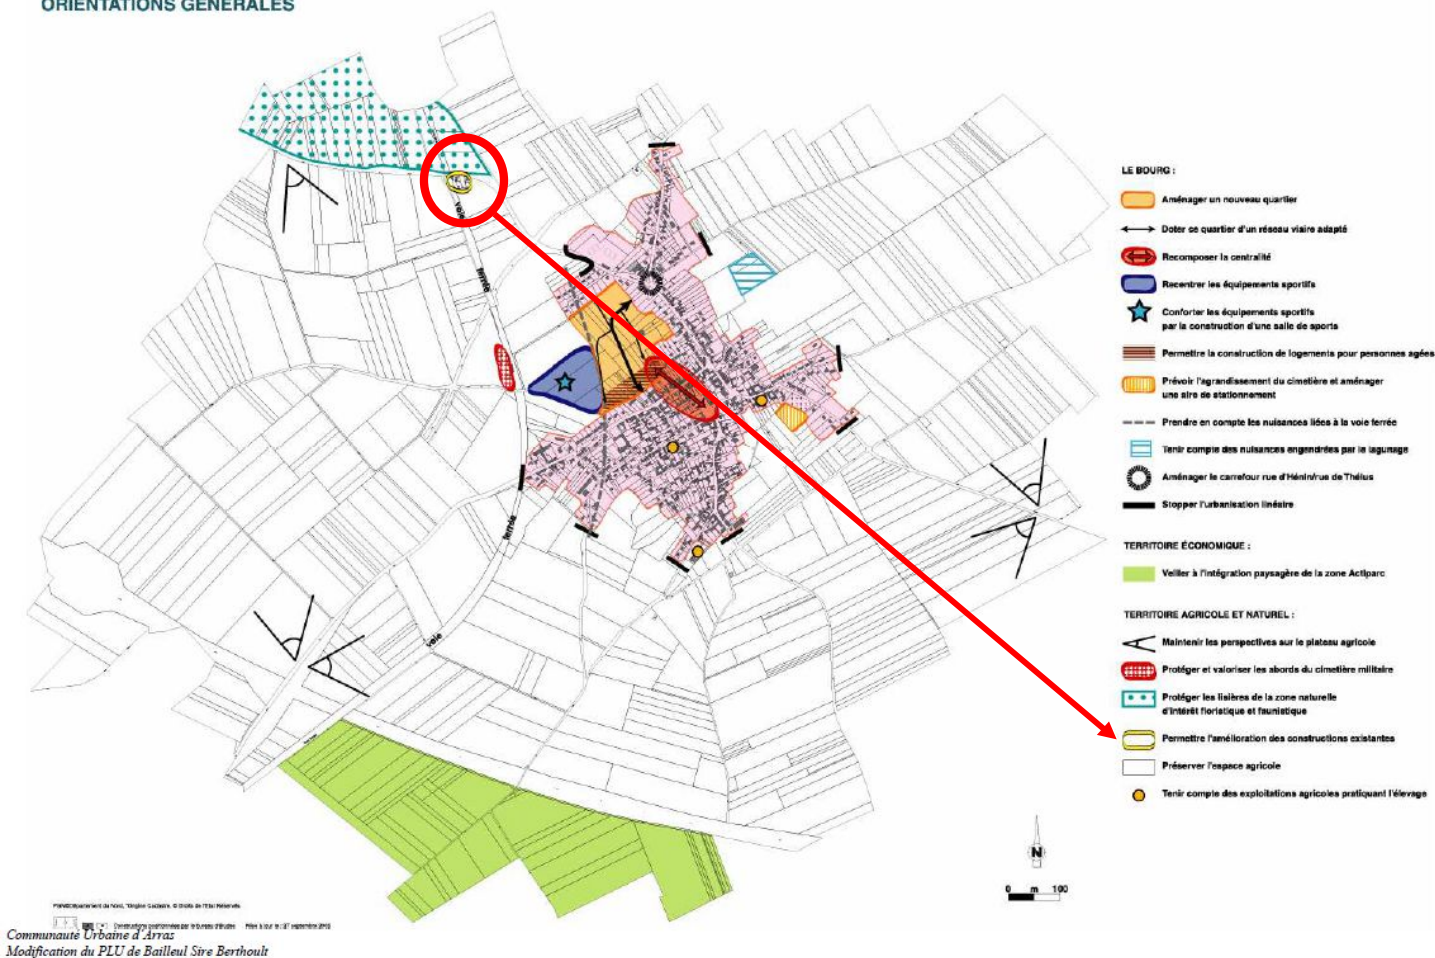 ORIENTATIONS GÉNÉRALES
voie
ferrée
ferrée
voie
LE BOURG :
Aménager un nouveau quartier
Doter ce quartier d'un réseau viaire adapté
Recomposer la centralité
Recentrer les équipements sportifs
Conforter les équipements sportifs
par la construction d'une salle de sports
Permettre la construction de logements pour personnes agées
Prévoir l'agrandissement du cimetière et aménager
une aire de stationnement
Prendre en compte les nuisances liées à la voie ferrée
Tenir compte des nuisances engendrées par le lagunage
Aménager le carrefour rue d'Hénin/rue de Thélus
Stopper l'urbanisation linéaire
TERRITOIRE ÉCONOMIQUE :
Veiller à l'intégration paysagère de la zone Actiparc
TERRITOIRE AGRICOLE ET NATUREL :
Maintenir les perspectives sur le plateau agricole
Protéger et valoriser les abords du cimetière militaire
Protéger les lisières de la zone naturelle
d'intérêt floristique et faunistique
Permettre l'amélioration des constructions existantes
Préserver l'espace agricole
Tenir compte des exploitations agricoles pratiquant l'élevage
N
0 m 100
Constructions positionnées par le bureau d'études
Communauté Urbaine d'Arras
Modification du PLU de Bailleul Sire Berthoult